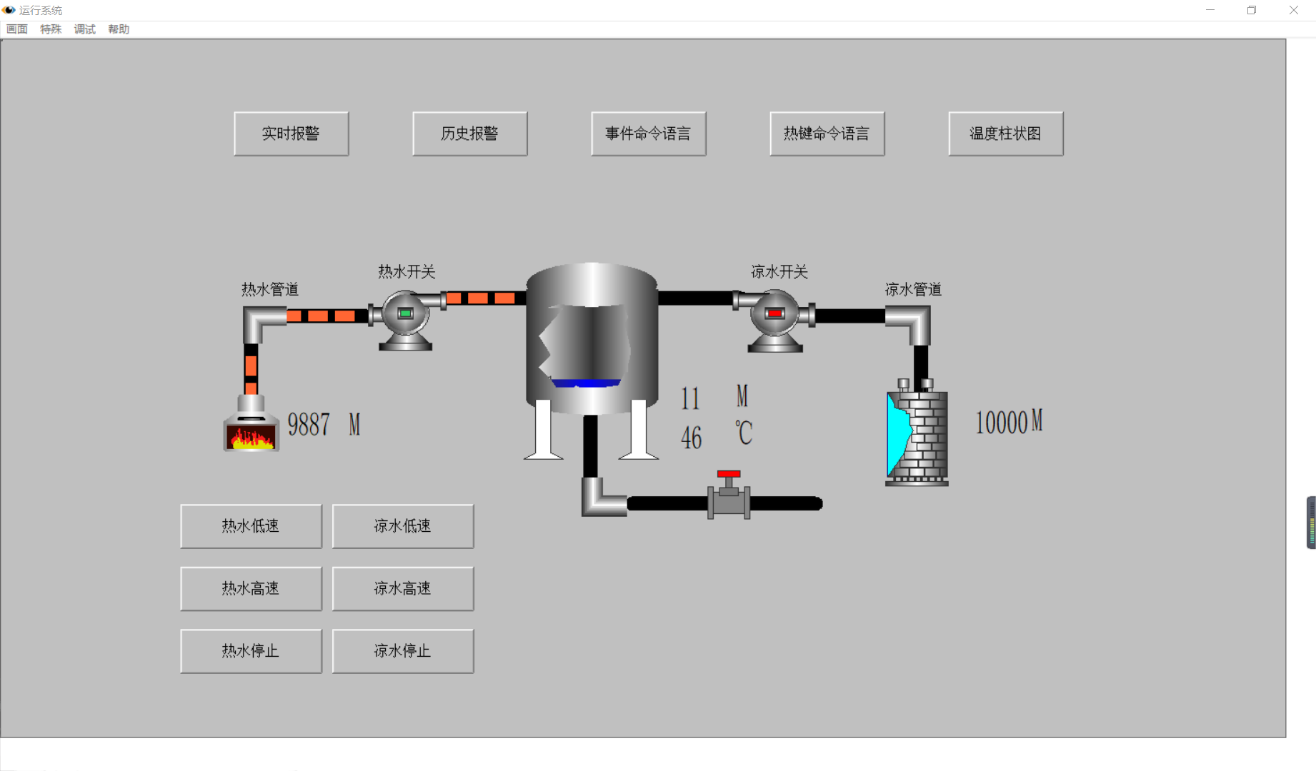 运行系统
画面 特殊 调试 帮助
实时报警 历史报警 事件命令语言 热键命令语言 温度柱状图
热水开关 凉水开关
热水管道 凉水管道
11 M
9887 M 10000 M
46 ℃
热水低速 凉水低速
热水高速 凉水高速
热水停止 凉水停止